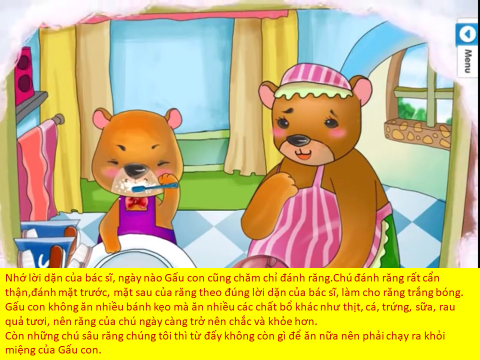 Menu
Nhớ lời dặn của bác sĩ, ngày nào Gấu con cũng chăm chỉ đánh răng.Chú đánh răng rất cẩn
thận,đánh mặt trước, mặt sau của răng theo đúng lời dặn của bác sĩ, làm cho răng trắng bóng.
Gấu con không ăn nhiều bánh kẹo mà ăn nhiều các chất bổ khác như thịt, cá, trứng, sữa, rau
quả tươi, nên răng của chú ngày càng trở nên chắc và khỏe hơn.
Còn những chú sâu răng chúng tôi thì từ đấy không còn gì để ăn nữa nên phải chạy ra khỏi
miệng của Gấu con.